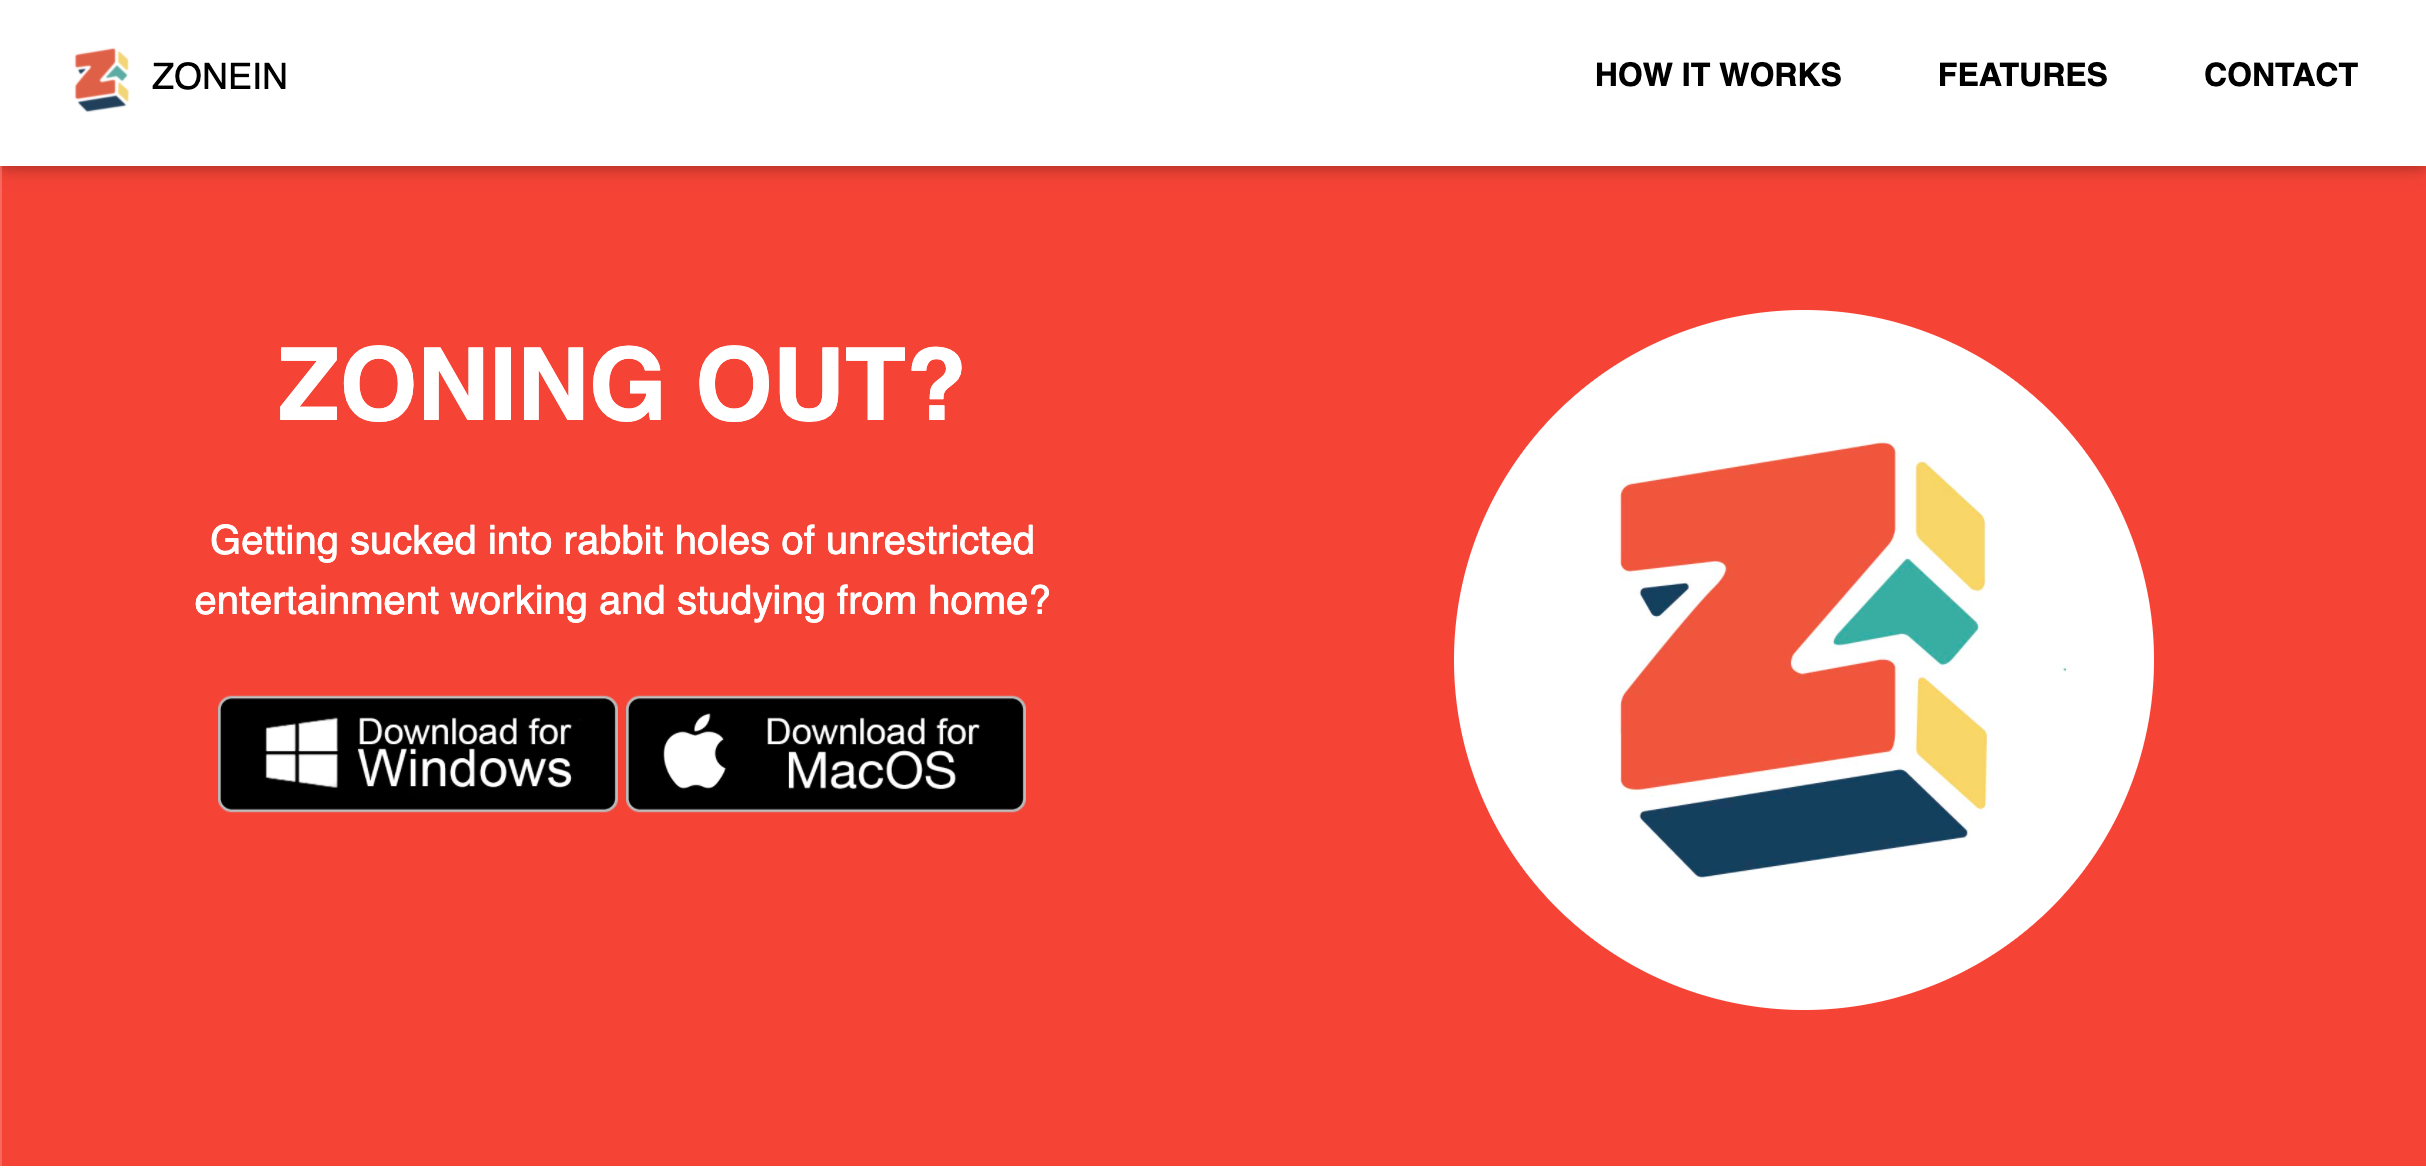 ZONEIN
HOW IT WORKS
FEATURES
CONTACT
ZONING OUT?
Getting sucked into rabbit holes of unrestricted
entertainment working and studying from home?
Download for
Windows
Download for
MacOS
Z